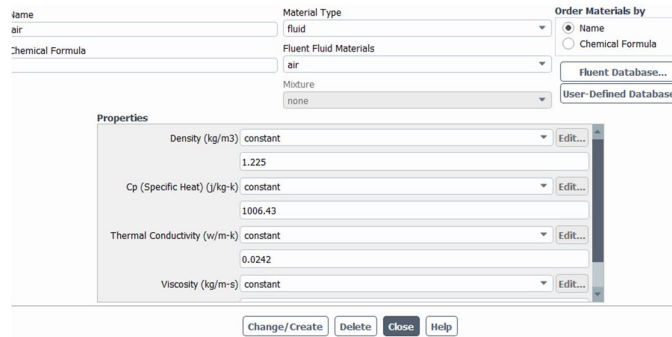 Name
air
Chemical Formula
Material Type
fluid
Fluent Fluid Materials
air
Mixture
none
Order Materials by
Name
Chemical Formula
Fluent Database...
User-Defined Database
Properties
Density (kg/m3) constant Edit...
1.225
Cp (Specific Heat) (j/kg-k) constant Edit...
1006.43
Thermal Conductivity (w/m-k) constant Edit...
0.0242
Viscosity (kg/m-s) constant Edit...
Change/Create Delete Close Help